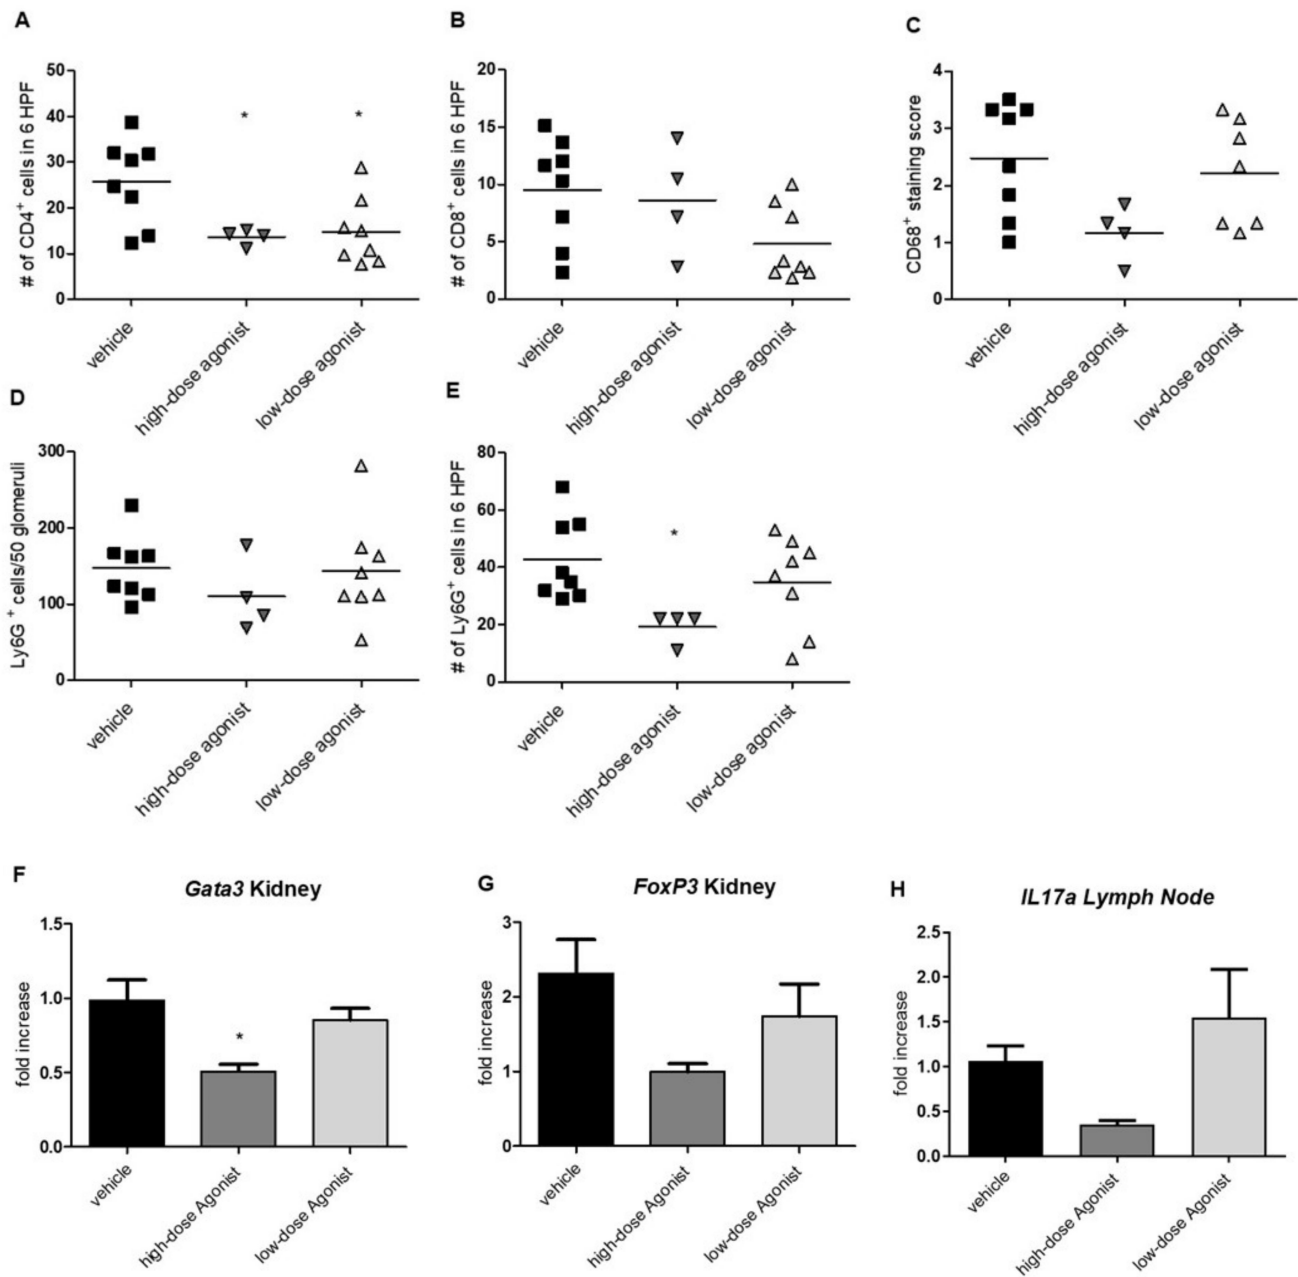 A
# of CD4+ cells in 6 HPF
50
40
30
20
10
0
*
*
vehicle
high-dose agonist
low-dose agonist
B
# of CD8+ cells in 6 HPF
20
15
10
5
0
vehicle
high-dose agonist
low-dose agonist
C
CD68+ staining score
4
3
2
1
0
vehicle
high-dose agonist
low-dose agonist
D
Ly6G + cells/50 glomeruli
300
200
100
0
vehicle
high-dose agonist
low-dose agonist
E
# of Ly6G+ cells in 6 HPF
80
60
40
20
0
*
vehicle
high-dose agonist
low-dose agonist
F
Gata3 Kidney
fold increase
1.5
1.0
0.5
0.0
*
vehicle
high-dose Agonist
low-dose Agonist
G
FoxP3 Kidney
fold increase
3
2
1
0
vehicle
high-dose Agonist
low-dose Agonist
H
IL17a Lymph Node
fold increase
2.5
2.0
1.5
1.0
0.5
0.0
vehicle
high-dose Agonist
low-dose Agonist